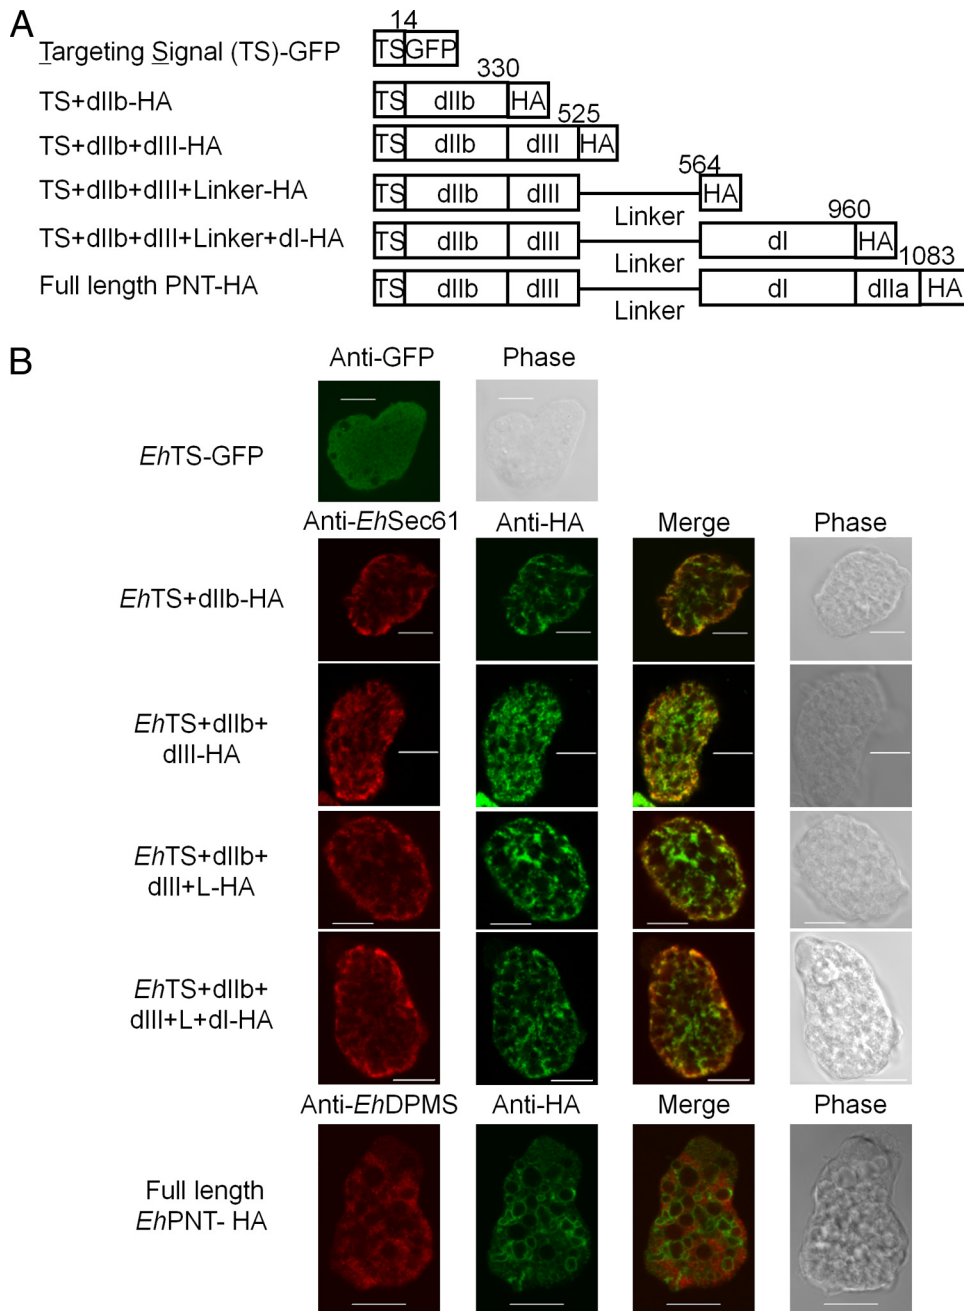 A
14
Targeting Signal (TS)-GFP
TS GFP
330
TS+dIIb-HA
TS dIIb HA
525
TS+dIIb+dIII-HA
TS dIIb dIII HA
564
TS+dIIb+dIII+Linker-HA
TS dIIb dIII HA
Linker
960
TS+dIIb+dIII+Linker+dI-HA
TS dIIb dIII dI HA
Linker
1083
Full length PNT-HA
TS dIIb dIII dI dIIa HA
Linker
B
Anti-GFP Phase
EhTS-GFP
Anti-EhSec61 Anti-HA Merge Phase
EhTS+dIIb-HA
EhTS+dIIb+
dIII-HA
EhTS+dIIb+
dIII+L-HA
EhTS+dIIb+
dIII+L+dI-HA
Anti-EhDPMS Anti-HA Merge Phase
Full length
EhPNT- HA